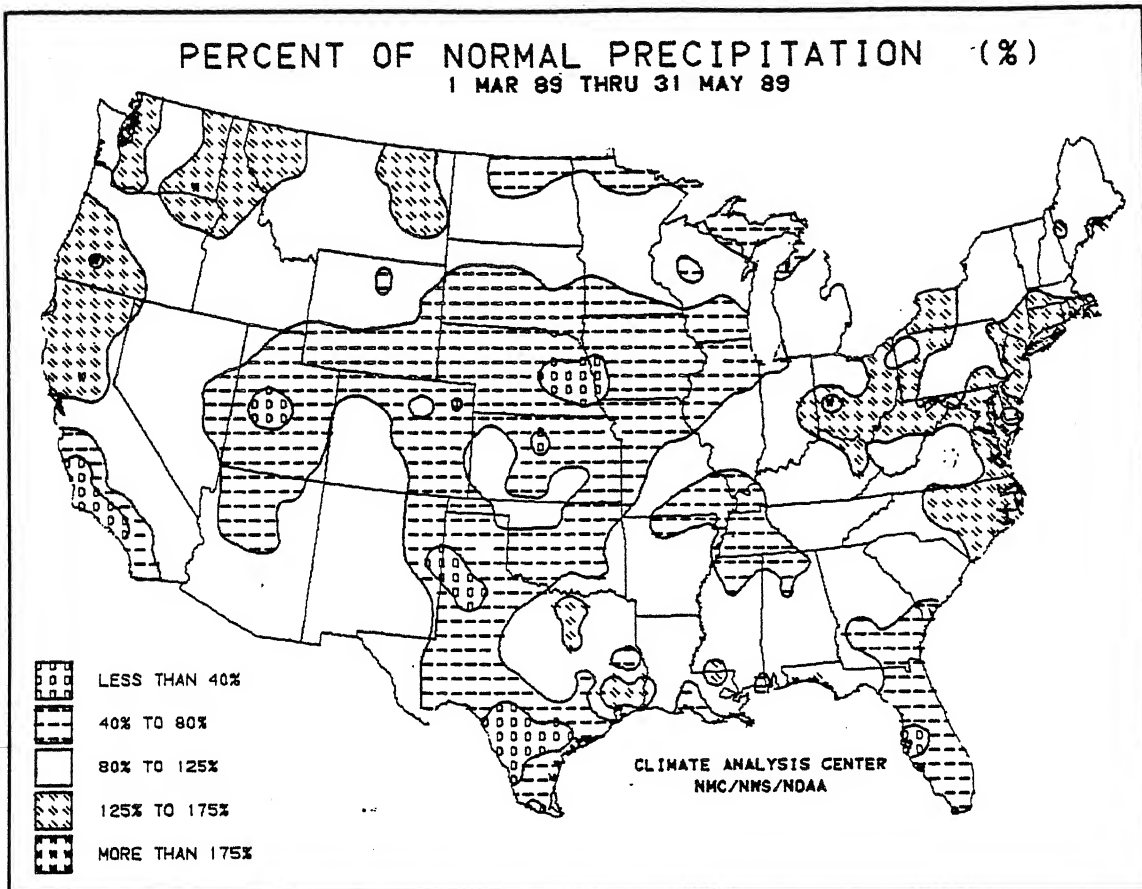 PERCENT OF NORMAL PRECIPITATION (%)
1 MAR 89 THRU 31 MAY 89
LESS THAN 40%
40% TO 80%
80% TO 125%
125% TO 175%
MORE THAN 175%
CLIMATE ANALYSIS CENTER
NMC/NWS/NOAA